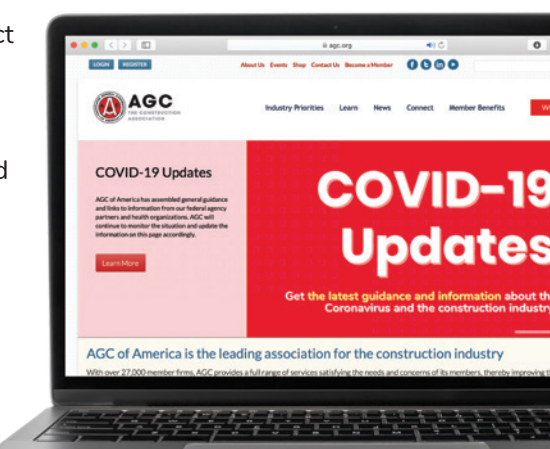 ct
d
agc.org
LOGIN REGISTER
About Us Events Shop Contact Us Become a Member
AGC
THE CONSTRUCTION
ASSOCIATION
Industry Priorities Learn News Connect Member Benefits
COVID-19 Updates
AGC of America has assembled general guidance
and links to information from our federal agency
partners and health organizations. AGC will
continue to monitor the situation and update the
information on this page accordingly.
Learn More
COVID-19
Updates
Get the latest guidance and information about th
Coronavirus and the construction industry
AGC of America is the leading association for the construction industry
With over 27,000 member firms, AGC provides a full range of services satisfying the needs and concerns of its members, thereby improving th